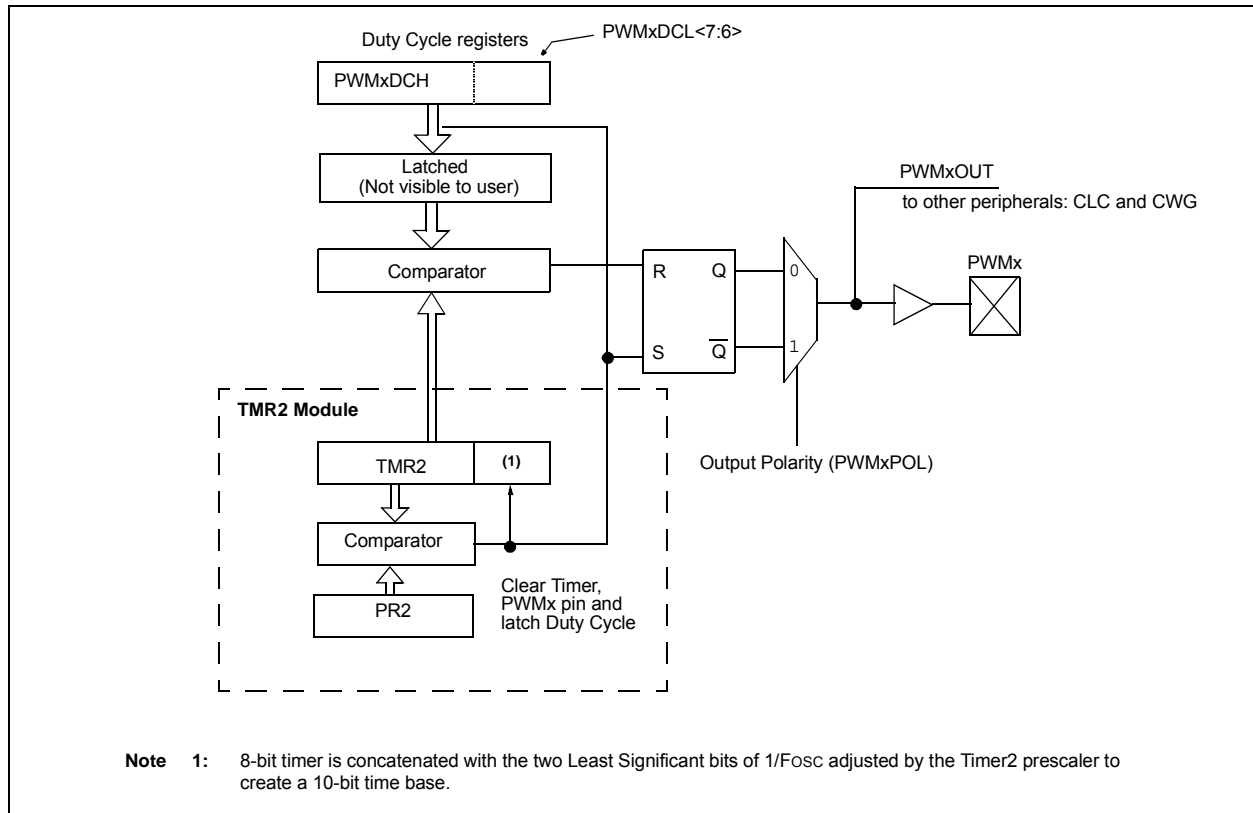 Duty Cycle registers
PWMxDCL<7:6>
PWMxDCH
Latched
(Not visible to user)
Comparator
R
Q
S
Q̅
0
1
PWMxOUT
to other peripherals: CLC and CWG
PWMx
Output Polarity (PWMxPOL)
TMR2 Module
TMR2
(1)
Comparator
PR2
Clear Timer,
PWMx pin and
latch Duty Cycle
Note 1: 8-bit timer is concatenated with the two Least Significant bits of 1/FOSC adjusted by the Timer2 prescaler to
create a 10-bit time base.